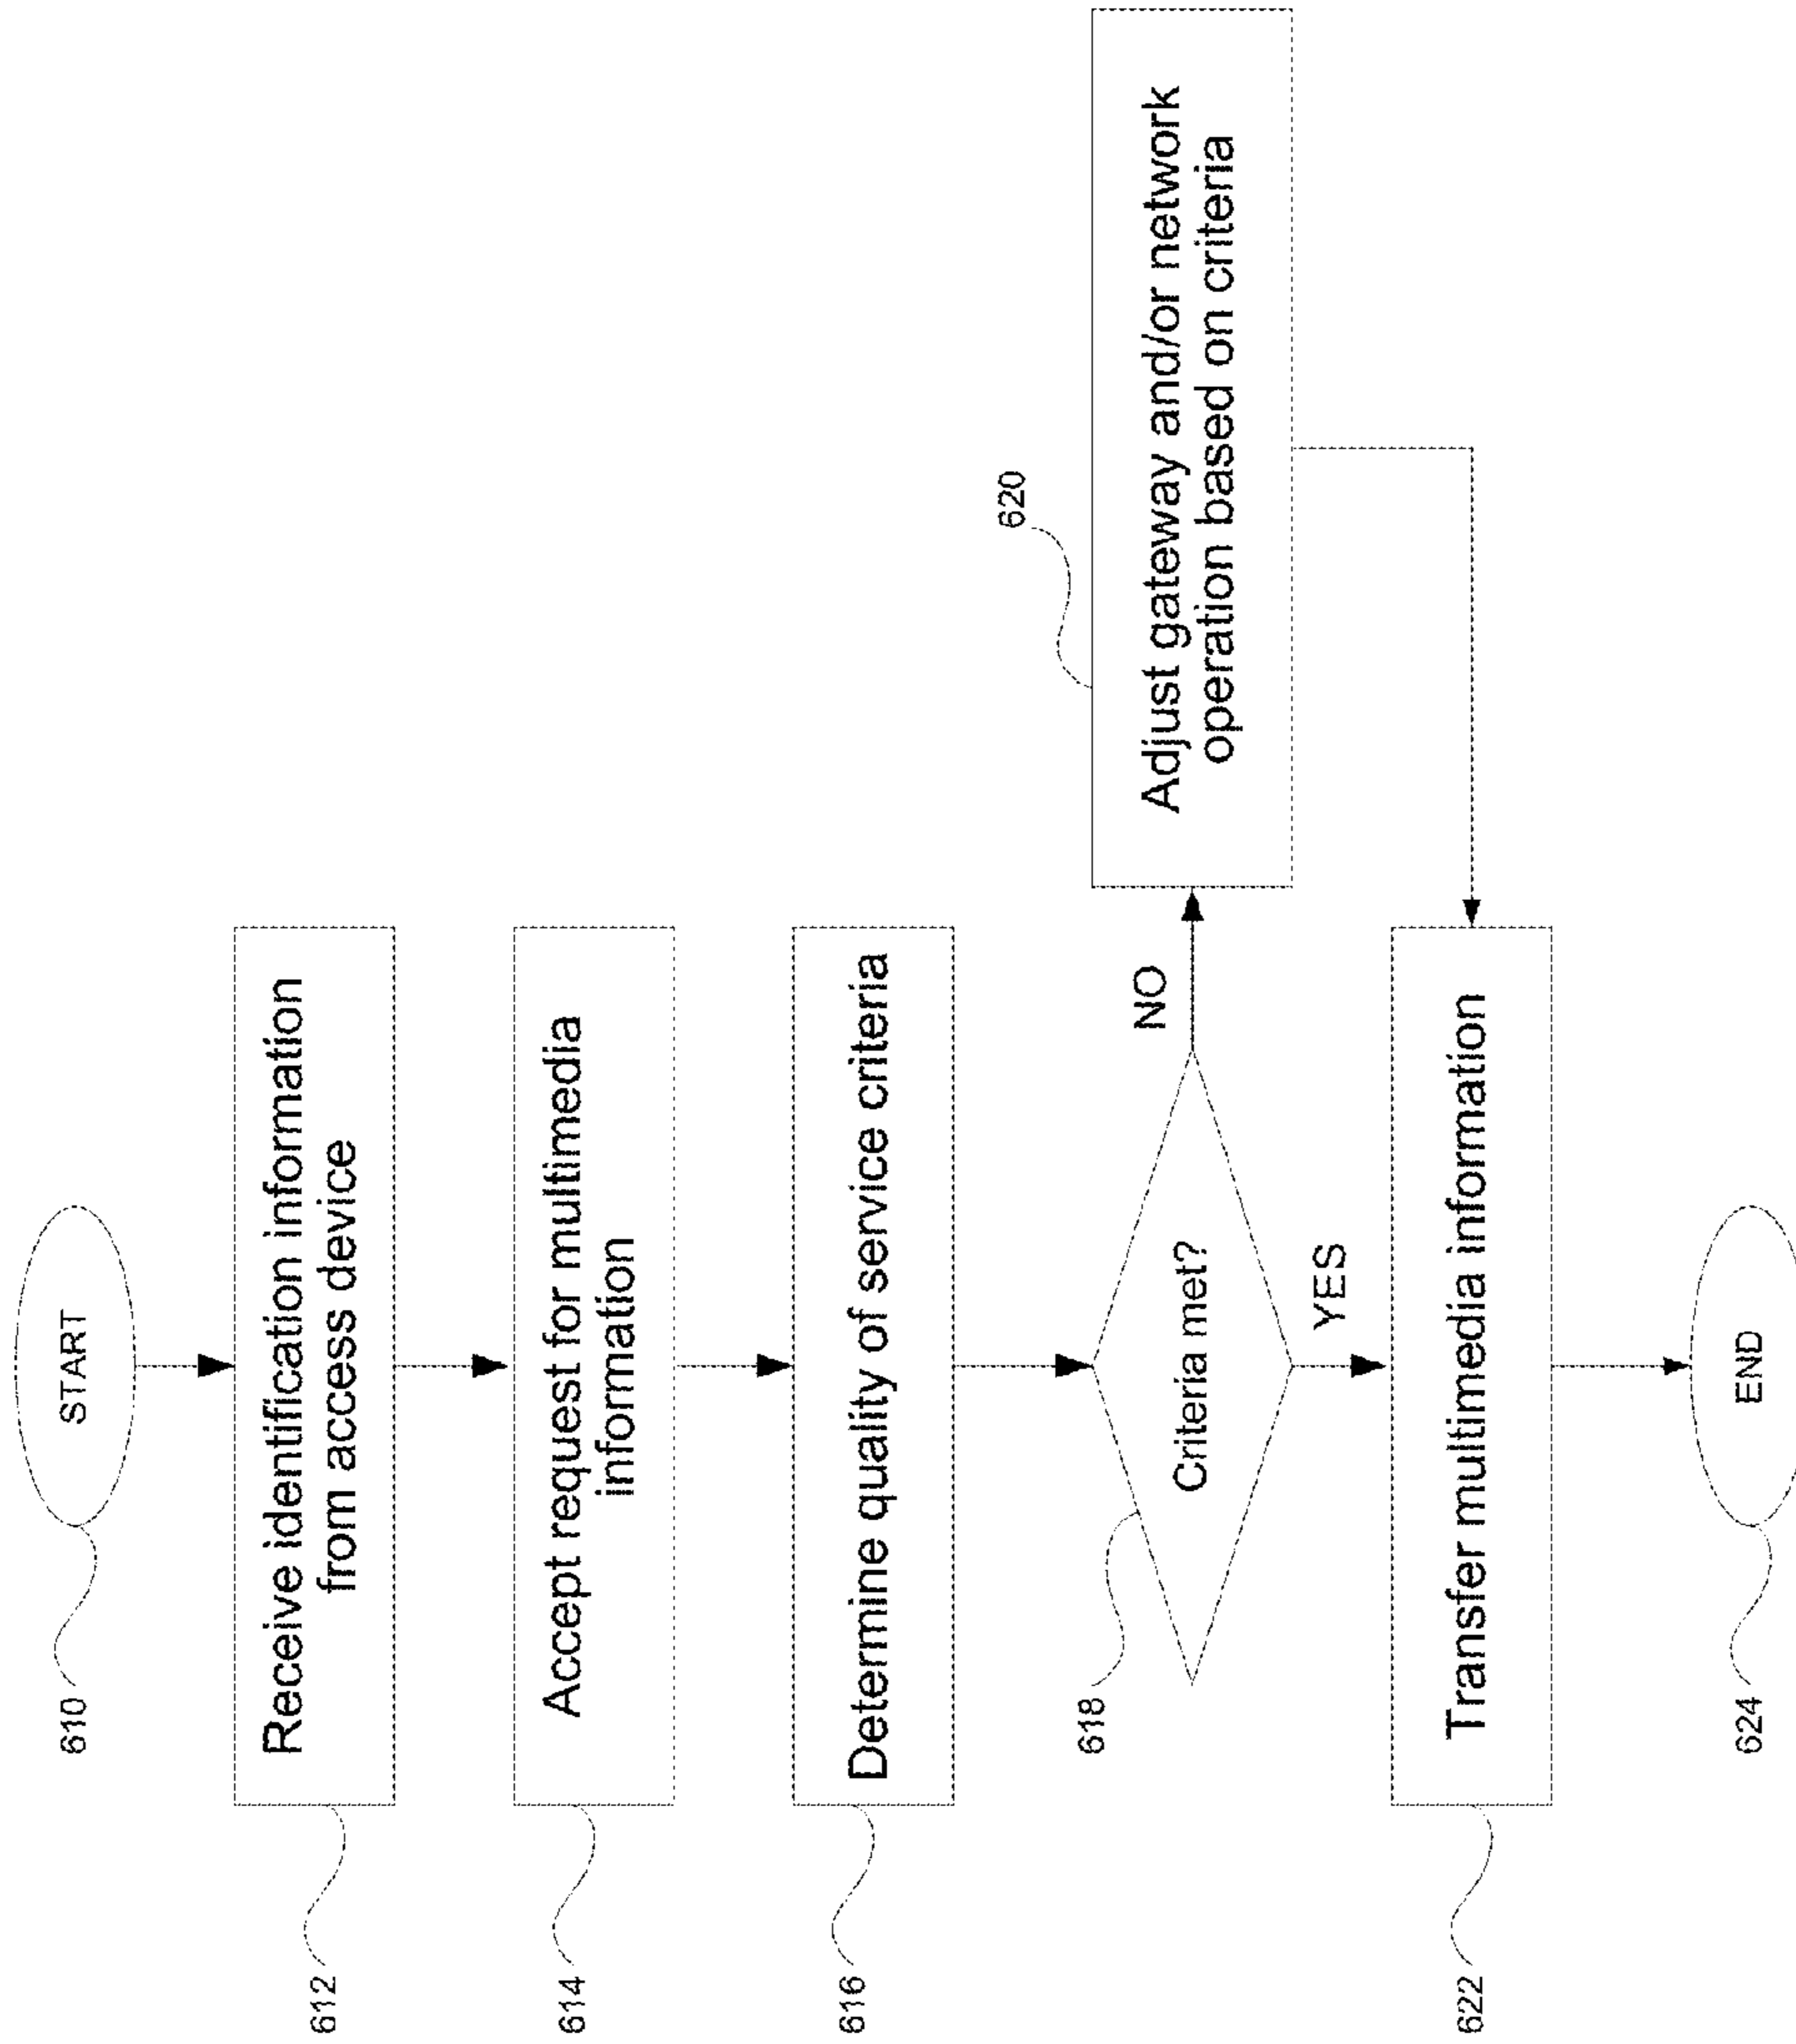 START
610
Receive identification information
from access device
612
Accept request for multimedia
information
614
Determine quality of service criteria
616
Criteria met?
618
NO
YES
Adjust gateway and/or network
operation based on criteria
620
Transfer multimedia information
622
END
624